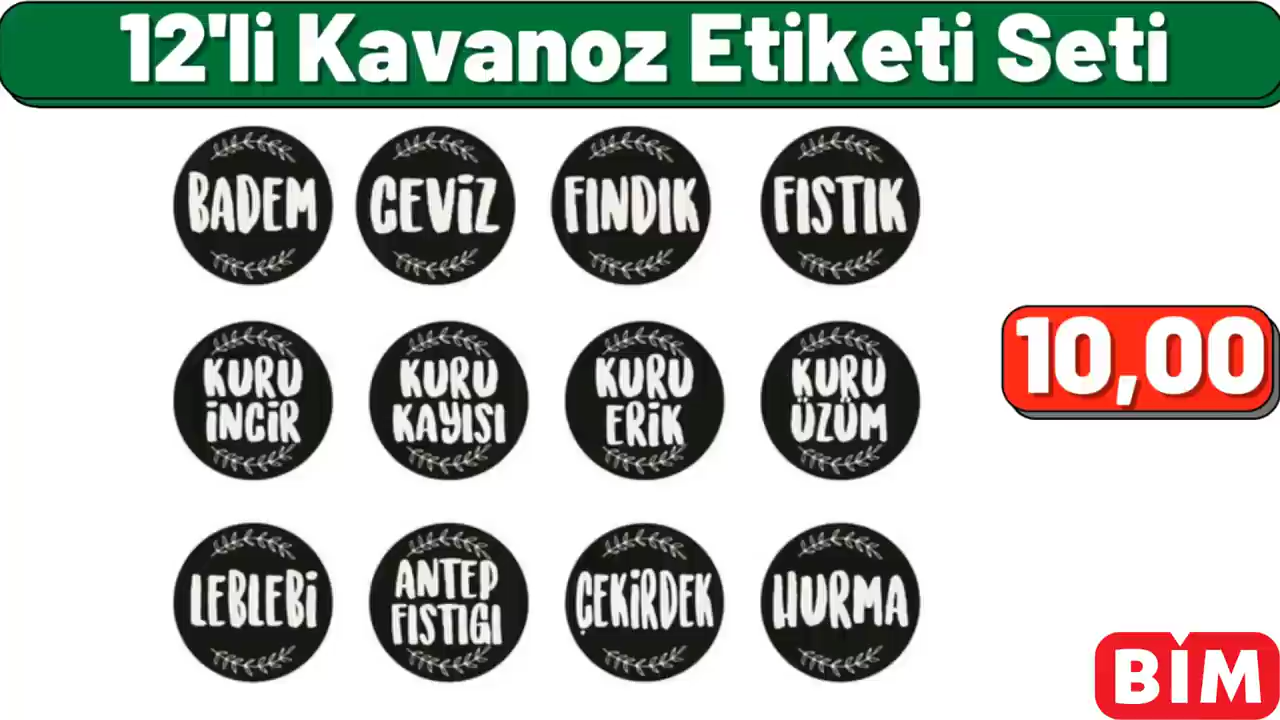 12'li Kavanoz Etiketi Seti
BADEM
CEVİZ
FINDIK
FISTIK
KURU
İNCİR
KURU
KAYISI
KURU
ERİK
KURU
ÜZÜM
10,00
LEBLEBİ
ANTEP
FISTIĞI
ÇEKİRDEK
HURMA
BİM